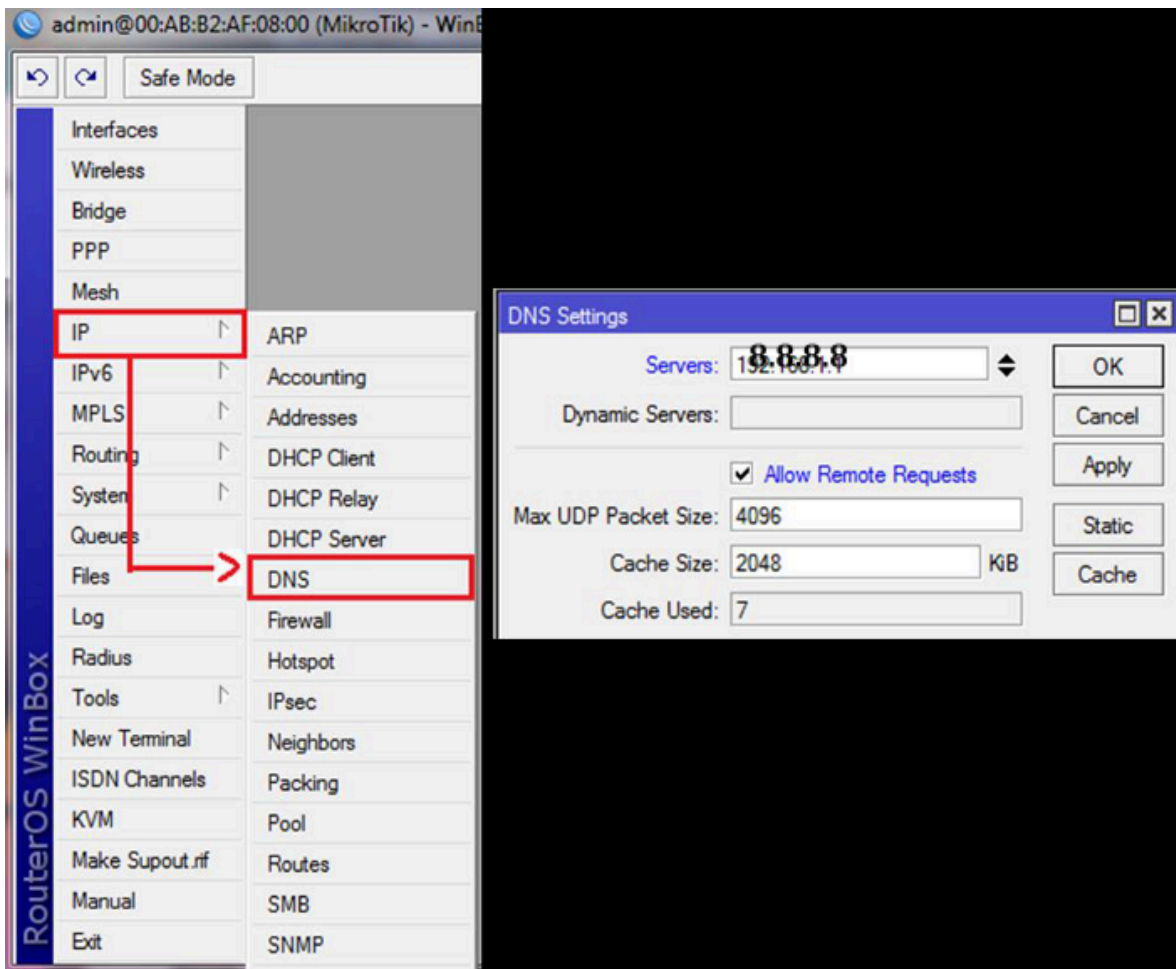 admin@00:AB:B2:AF:08:00 (MikroTik) - Win
Safe Mode
Interfaces
Wireless
Bridge
PPP
Mesh
IP
IPv6
MPLS
Routing
System
Queues
Files
Log
Radius
Tools
New Terminal
ISDN Channels
KVM
Make Supout.rif
Manual
Exit
RouterOS WinBox
ARP
Accounting
Addresses
DHCP Client
DHCP Relay
DHCP Server
DNS
Firewall
Hotspot
IPsec
Neighbors
Packing
Pool
Routes
SMB
SNMP
DNS Settings
Servers: 8.8.8.8
OK
Dynamic Servers:
Cancel
Allow Remote Requests
Apply
Max UDP Packet Size: 4096
Static
Cache Size: 2048 KiB
Cache
Cache Used: 7